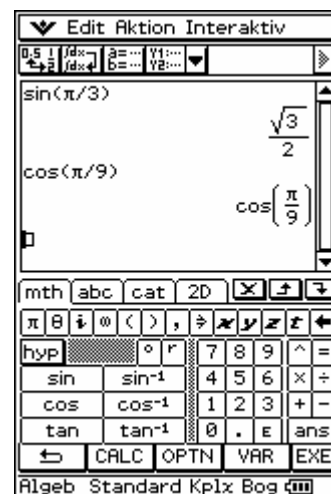 Edit Aktion Interaktiv
sin(π/3)
√3
2
cos(π/9)
cos(π/9)
mth abc cat 2D
π θ i ∞ ( ) , ⇒ x y z t ←
hyp ° r 7 8 9 ^ =
sin sin⁻¹ 4 5 6 × ÷
cos cos⁻¹ 1 2 3 + −
tan tan⁻¹ 0 . E ans
CALC OPTN VAR EXE
Algeb Standard Kplx Bog